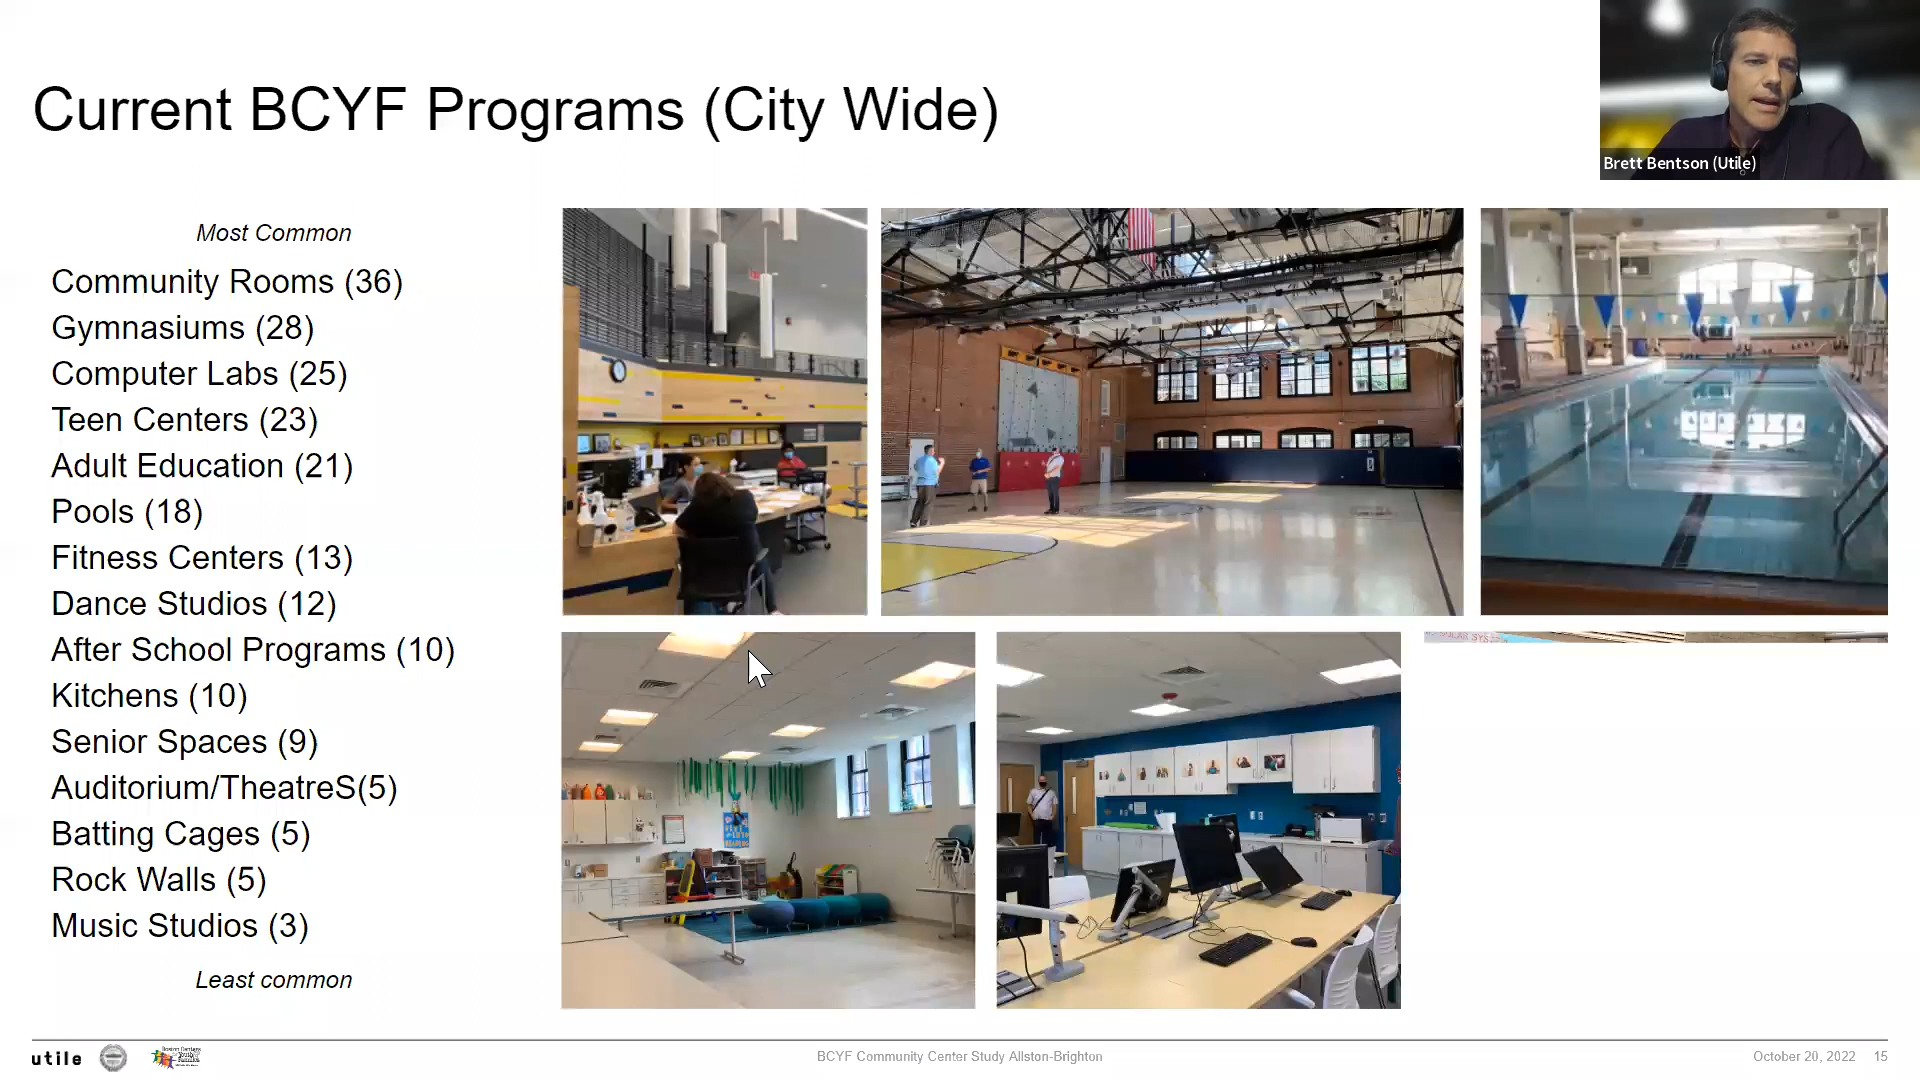 Current BCYF Programs (City Wide)
Brett Bentson (Utile)
Most Common
Community Rooms (36)
Gymnasiums (28)
Computer Labs (25)
Teen Centers (23)
Adult Education (21)
Pools (18)
Fitness Centers (13)
Dance Studios (12)
After School Programs (10)
Kitchens (10)
Senior Spaces (9)
Auditorium/TheatreS(5)
Batting Cages (5)
Rock Walls (5)
Music Studios (3)
Least common
utile
BCYF Community Center Study Allston-Brighton
October 20, 2022
15